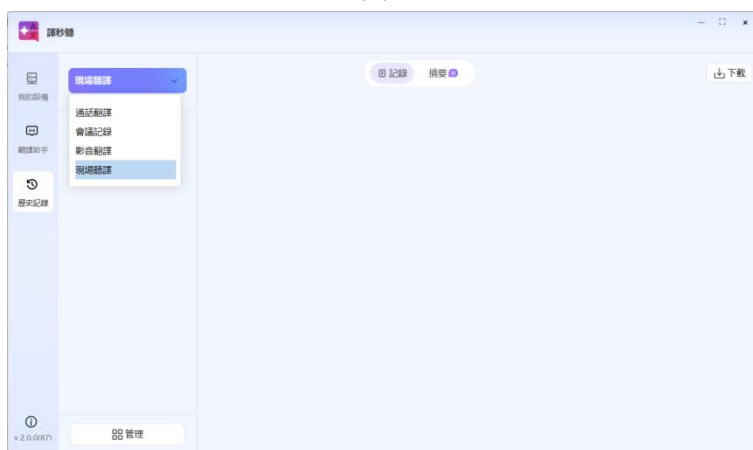 譯秒聽
我的設備
翻譯助手
歷史記錄
v 2.0.0(87)
現場聽譯
通話翻譯
會議記錄
影音翻譯
現場聽譯
管理
記錄
摘要
下載